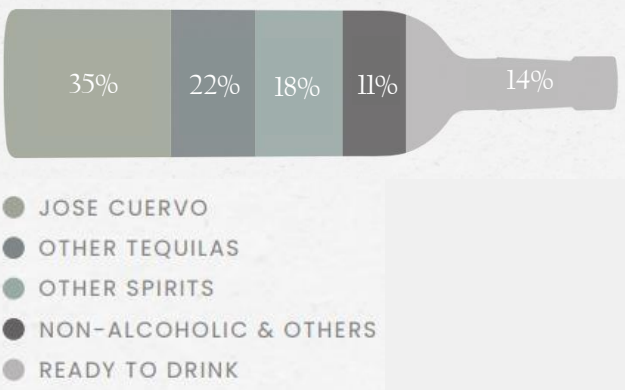 35% 22% 18% 11% 14%
JOSE CUERVO
OTHER TEQUILAS
OTHER SPIRITS
NON-ALCOHOLIC & OTHERS
READY TO DRINK